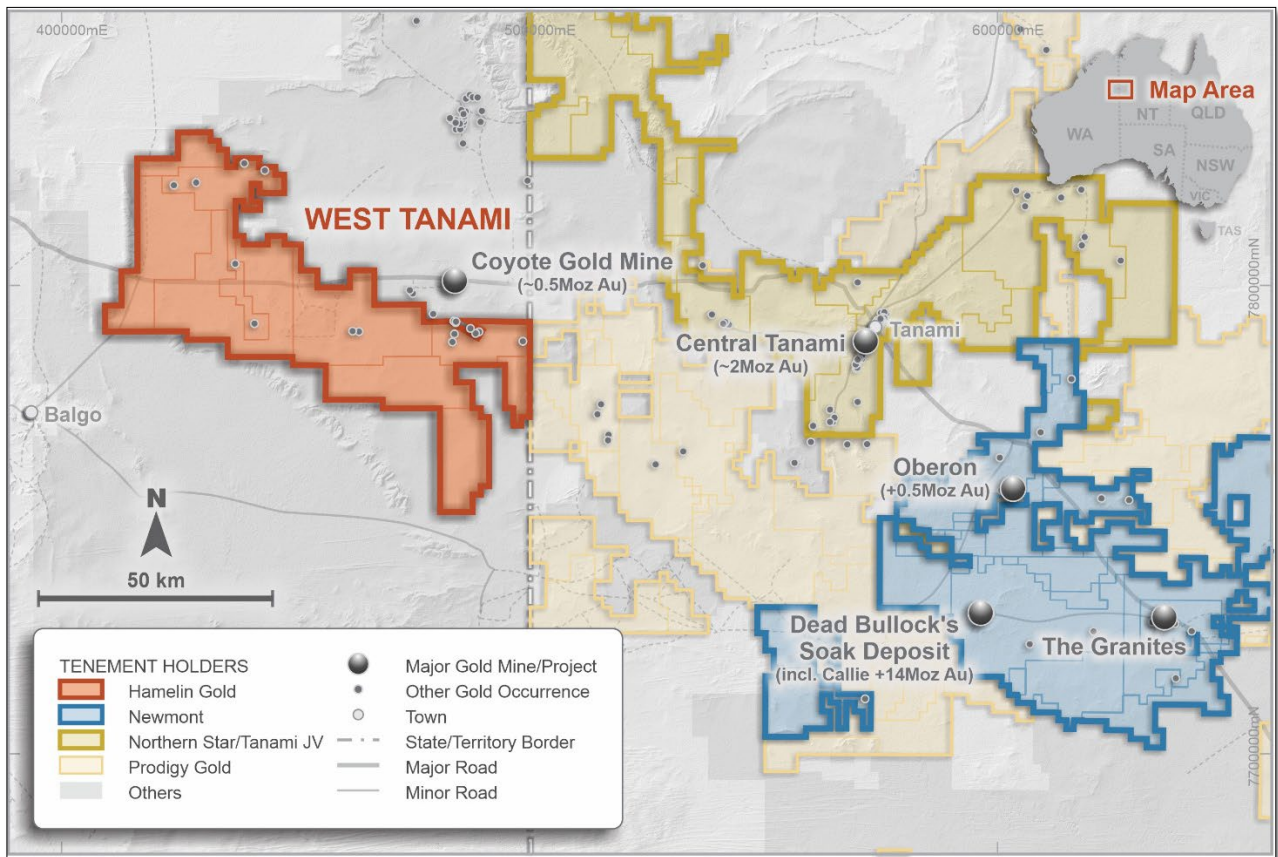 400000mE
500000mE
600000mE
Map Area
WA
NT
QLD
SA
NSW
VIC
TAS
WEST TANAMI
Coyote Gold Mine
(~0.5Moz Au)
7800000mN
Tanami
Central Tanami
(~2Moz Au)
Balgo
Oberon
(+0.5Moz Au)
N
50 km
Dead Bullock's
Soak Deposit
(incl. Callie +14Moz Au)
The Granites
7700000mN
TENEMENT HOLDERS
Hamelin Gold
Newmont
Northern Star/Tanami JV
Prodigy Gold
Others
Major Gold Mine/Project
Other Gold Occurrence
Town
State/Territory Border
Major Road
Minor Road